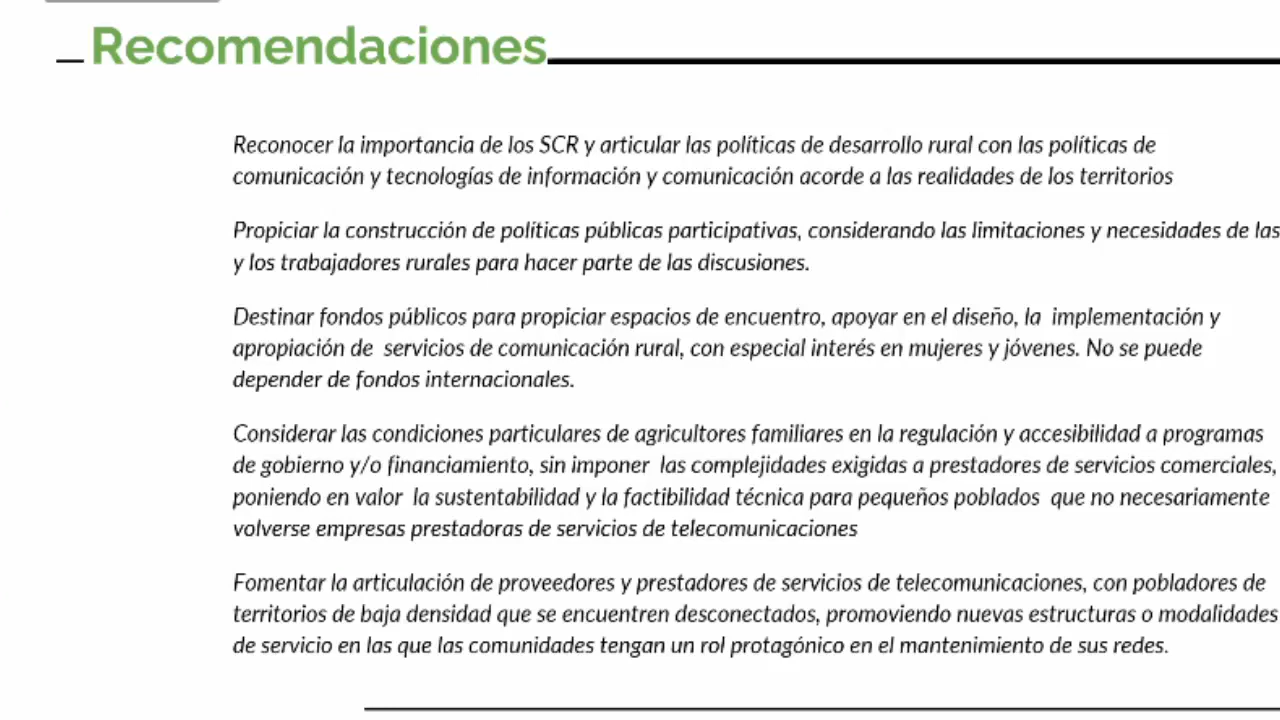 Recomendaciones
Reconocer la importancia de los SCR y articular las políticas de desarrollo rural con las políticas de
comunicación y tecnologías de información y comunicación acorde a las realidades de los territorios
Propiciar la construcción de políticas públicas participativas, considerando las limitaciones y necesidades de las
y los trabajadores rurales para hacer parte de las discusiones.
Destinar fondos públicos para propiciar espacios de encuentro, apoyar en el diseño, la implementación y
apropiación de servicios de comunicación rural, con especial interés en mujeres y jóvenes. No se puede
depender de fondos internacionales.
Considerar las condiciones particulares de agricultores familiares en la regulación y accesibilidad a programas
de gobierno y/o financiamiento, sin imponer las complejidades exigidas a prestadores de servicios comerciales,
poniendo en valor la sustentabilidad y la factibilidad técnica para pequeños poblados que no necesariamente
volverse empresas prestadoras de servicios de telecomunicaciones
Fomentar la articulación de proveedores y prestadores de servicios de telecomunicaciones, con pobladores de
territorios de baja densidad que se encuentren desconectados, promoviendo nuevas estructuras o modalidades
de servicio en las que las comunidades tengan un rol protagónico en el mantenimiento de sus redes.